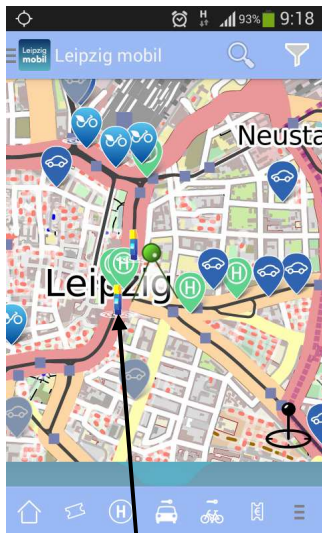 H
93%
9:18
Leipzig
mobil
Leipzig mobil
Neusta
H
H
Leipzig
H
H
€